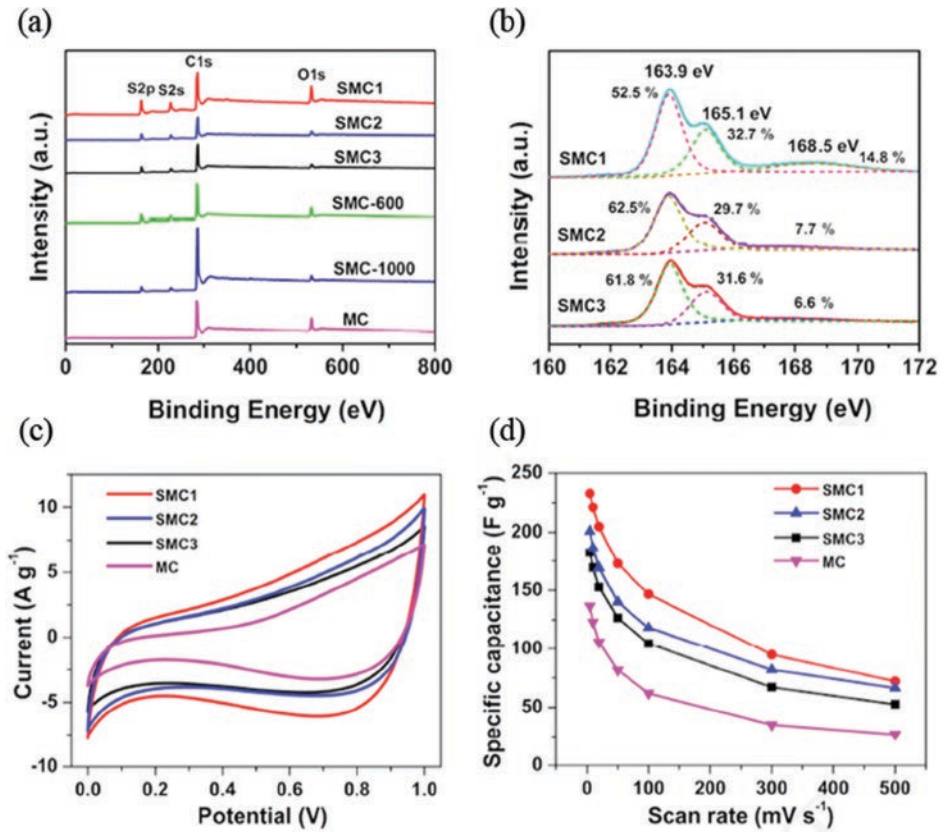 (a)
S2p S2s C1s O1s
SMC1
SMC2
SMC3
SMC-600
SMC-1000
MC
Intensity (a.u.)
0 200 400 600 800
Binding Energy (eV)
(b)
163.9 eV
52.5 %
165.1 eV
32.7 %
168.5 eV
14.8 %
SMC1
62.5%
29.7 %
7.7 %
SMC2
61.8 %
31.6 %
6.6 %
SMC3
Intensity (a.u.)
160 162 164 166 168 170 172
Binding Energy (eV)
(c)
SMC1
SMC2
SMC3
MC
10
5
0
-5
-10
Current (A g-1)
0.0 0.2 0.4 0.6 0.8 1.0
Potential (V)
(d)
SMC1
SMC2
SMC3
MC
250
200
150
100
50
0
Specific capacitance (F g-1)
0 100 200 300 400 500
Scan rate (mV s-1)